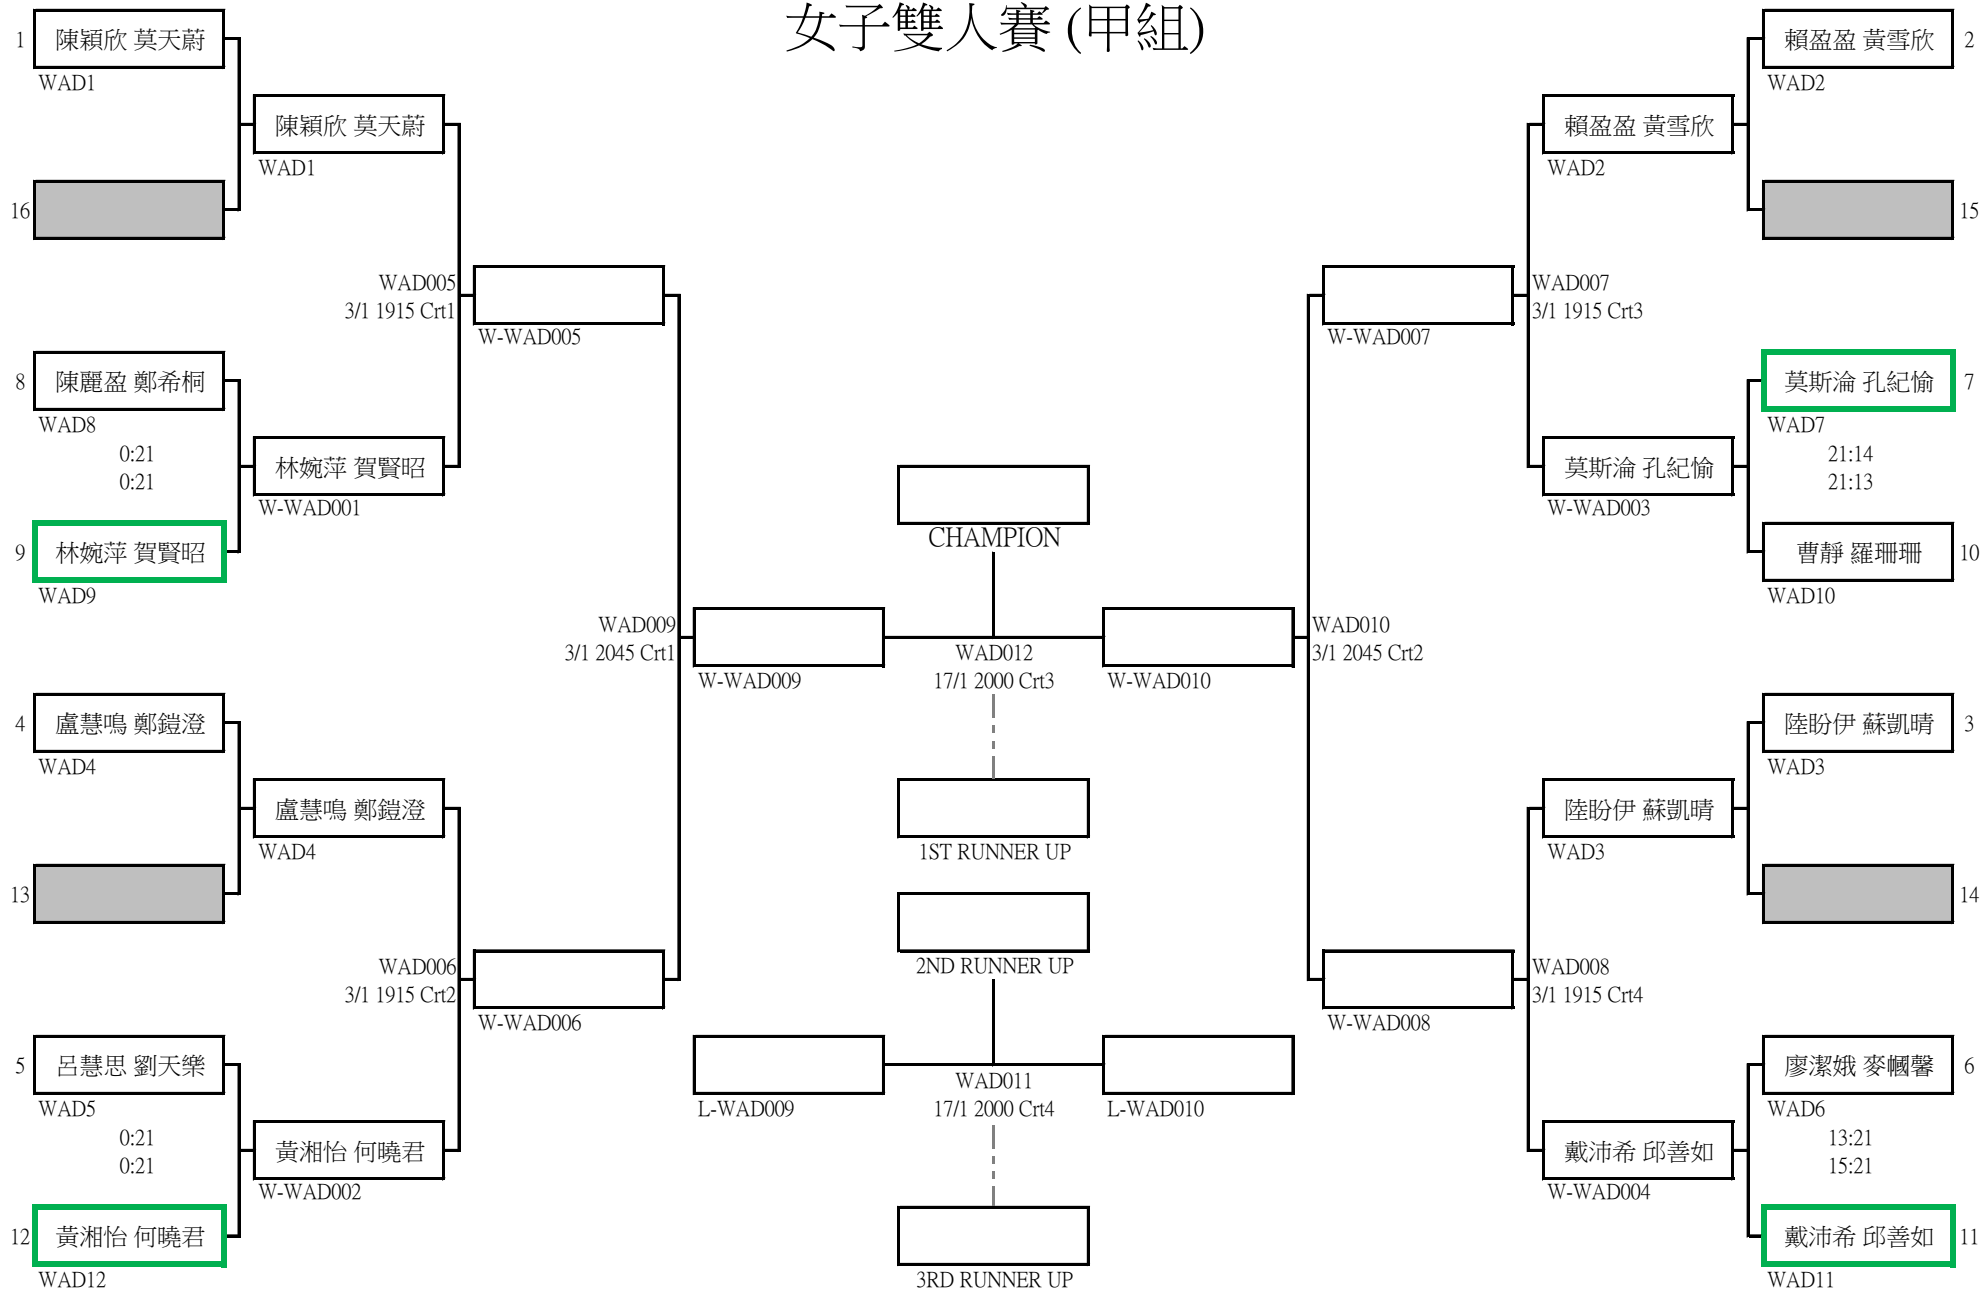 女子雙人賽 (甲組)
1
陳穎欣 莫天蔚
WAD1
陳穎欣 莫天蔚
WAD1
16
WAD005
3/1 1915 Crt1
W-WAD005
8
陳麗盈 鄭希桐
WAD8
0:21
0:21
林婉萍 賀賢昭
W-WAD001
9
林婉萍 賀賢昭
WAD9
WAD009
3/1 2045 Crt1
W-WAD009
4
盧慧鳴 鄭鎧澄
WAD4
盧慧鳴 鄭鎧澄
WAD4
13
WAD006
3/1 1915 Crt2
W-WAD006
5
呂慧思 劉天樂
WAD5
0:21
0:21
黃湘怡 何曉君
W-WAD002
12
黃湘怡 何曉君
WAD12
CHAMPION
WAD012
17/1 2000 Crt3
1ST RUNNER UP
2ND RUNNER UP
L-WAD009
WAD011
17/1 2000 Crt4
L-WAD010
3RD RUNNER UP
賴盈盈 黃雪欣
2
WAD2
賴盈盈 黃雪欣
WAD2
15
WAD007
3/1 1915 Crt3
W-WAD007
莫斯淪 孔紀愉
7
WAD7
21:14
21:13
莫斯淪 孔紀愉
W-WAD003
曹靜 羅珊珊
10
WAD10
WAD010
3/1 2045 Crt2
W-WAD010
陸盼伊 蘇凱晴
3
WAD3
陸盼伊 蘇凱晴
WAD3
14
WAD008
3/1 1915 Crt4
W-WAD008
廖潔娥 麥幗馨
6
WAD6
13:21
15:21
戴沛希 邱善如
W-WAD004
戴沛希 邱善如
11
WAD11